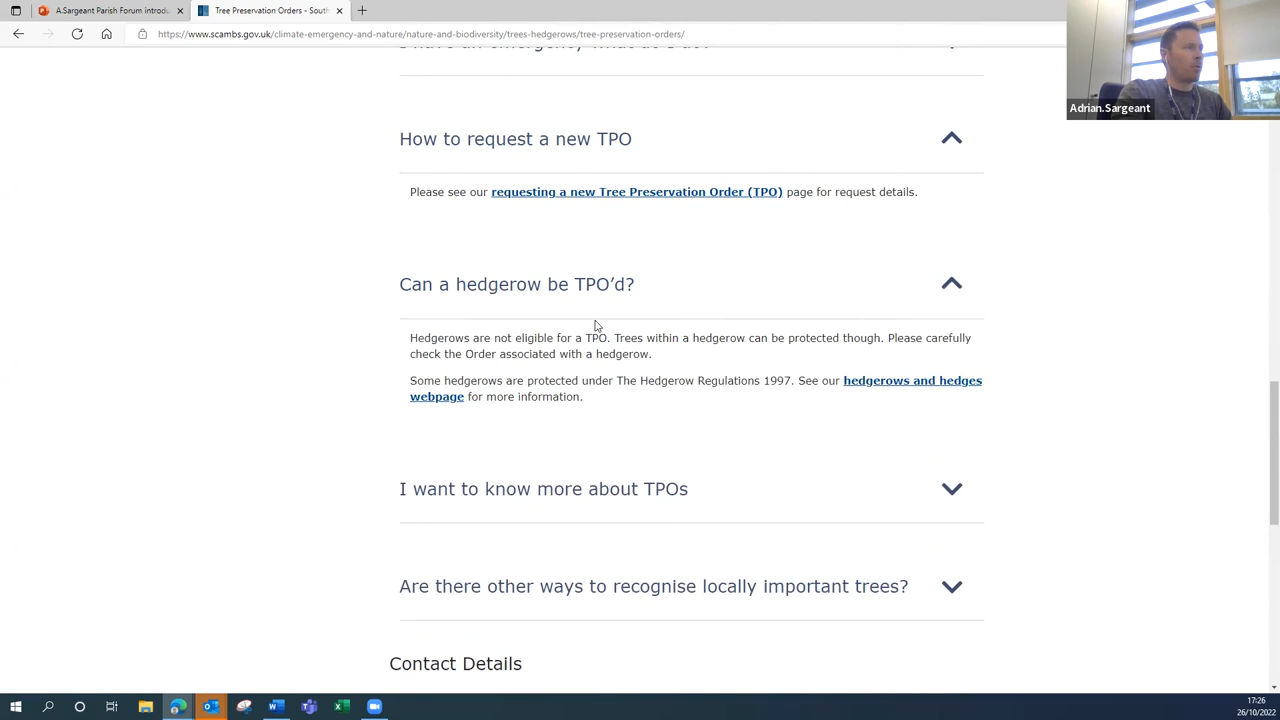 A.Sargeant Parish Forum introdu
Tree Preservation Orders - South
https://www.scambs.gov.uk/climate-emergency-and-nature/nature-and-biodiversity/trees-hedgerows/tree-preservation-orders/
Adrian.Sargeant
How to request a new TPO
Please see our requesting a new Tree Preservation Order (TPO) page for request details.
Can a hedgerow be TPO’d?
Hedgerows are not eligible for a TPO. Trees within a hedgerow can be protected though. Please carefully
check the Order associated with a hedgerow.
Some hedgerows are protected under The Hedgerow Regulations 1997. See our hedgerows and hedges
webpage for more information.
I want to know more about TPOs
Are there other ways to recognise locally important trees?
Contact Details
17:26
26/10/2022